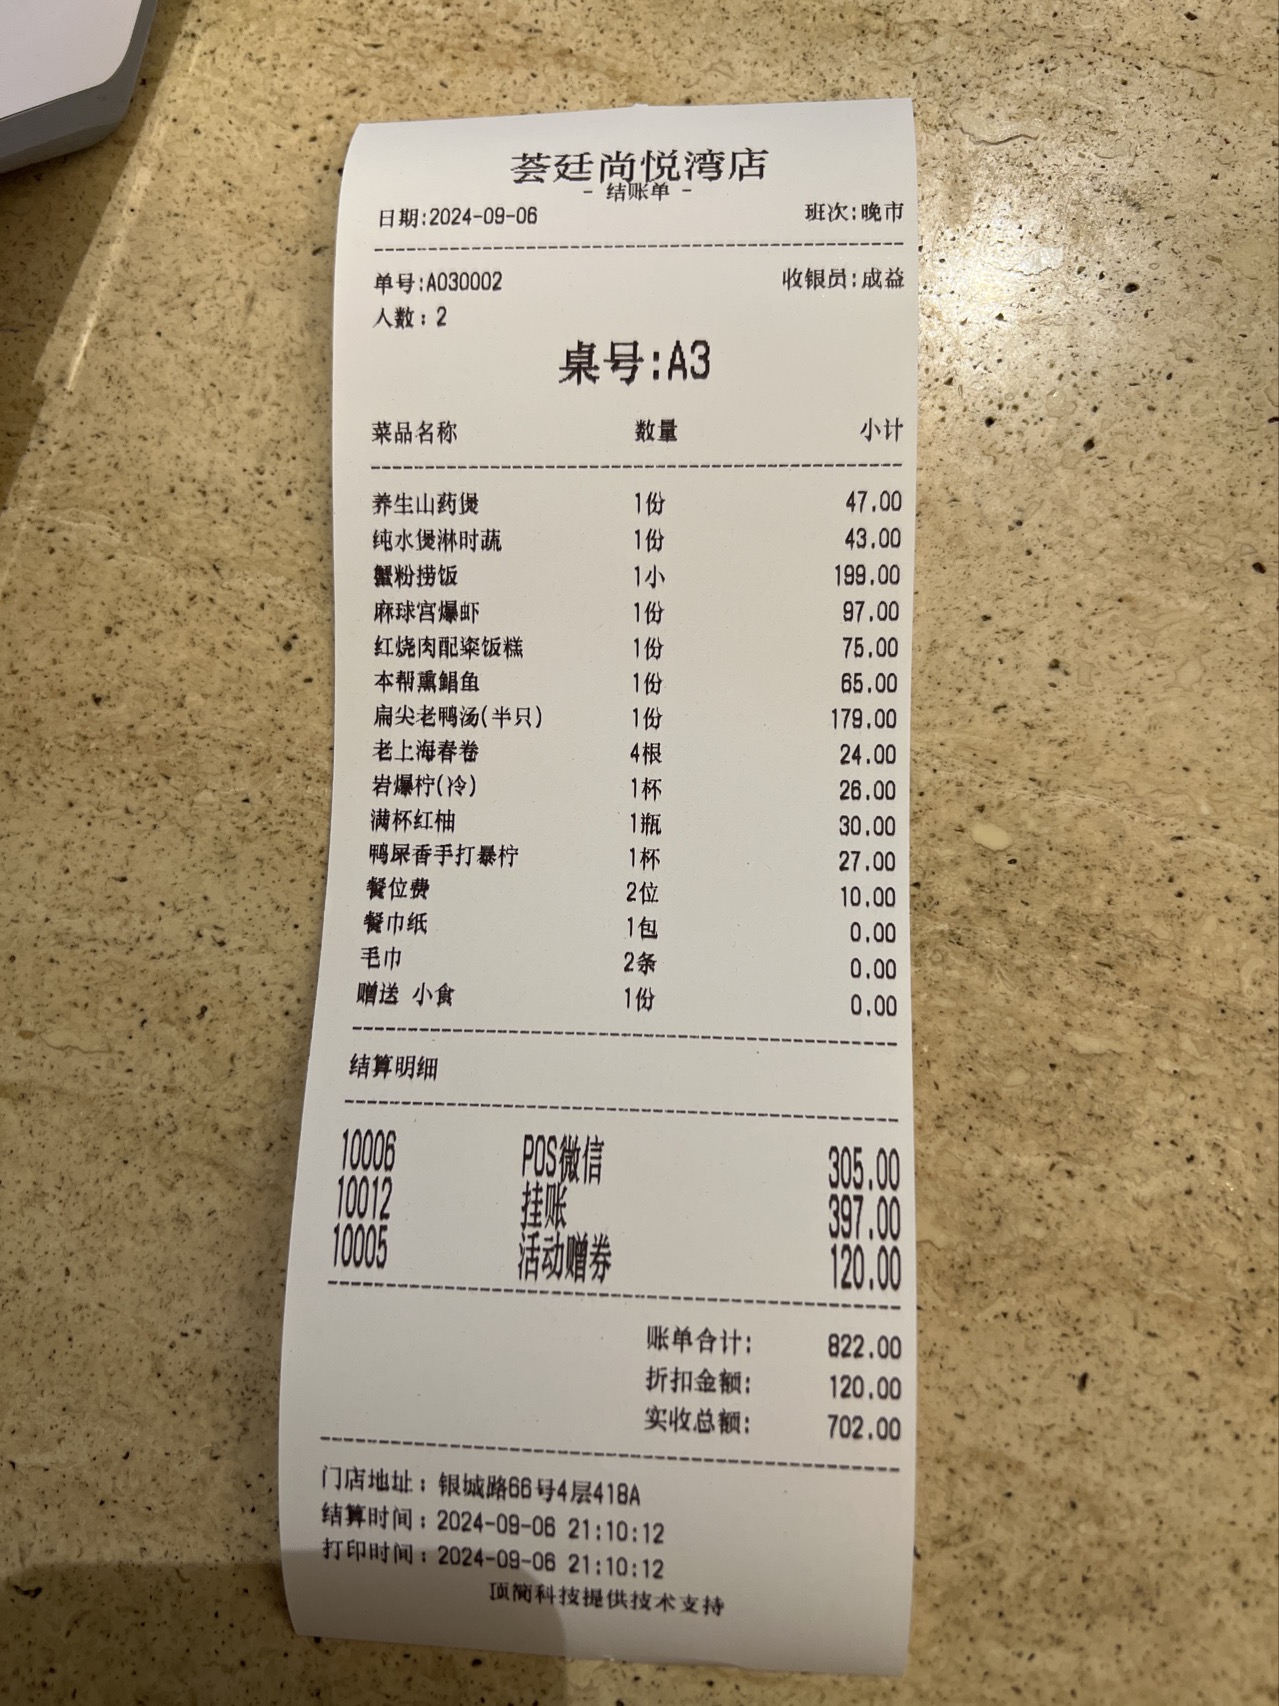 荟廷尚悦湾店
- 结账单 -
日期:2024-09-06 班次:晚市
单号:A030002 收银员:成益
人数: 2
桌号:A3
菜品名称 数量 小计
养生山药煲 1份 47.00
纯水煲淋时蔬 1份 43.00
蟹粉捞饭 1小 199.00
麻球宫爆虾 1份 97.00
红烧肉配粢饭糕 1份 75.00
本帮熏鲳鱼 1份 65.00
扁尖老鸭汤(半只) 1份 179.00
老上海春卷 4根 24.00
岩爆柠(冷) 1杯 26.00
满杯红柚 1瓶 30.00
鸭屎香手打暴柠 1杯 27.00
餐位费 2位 10.00
餐巾纸 1包 0.00
毛巾 2条 0.00
赠送 小食 1份 0.00
结算明细
10006 POS微信 305.00
10012 挂账 397.00
10005 活动赠券 120.00
账单合计: 822.00
折扣金额: 120.00
实收总额: 702.00
门店地址: 银城路66号4层418A
结算时间: 2024-09-06 21:10:12
打印时间: 2024-09-06 21:10:12
顶简科技提供技术支持